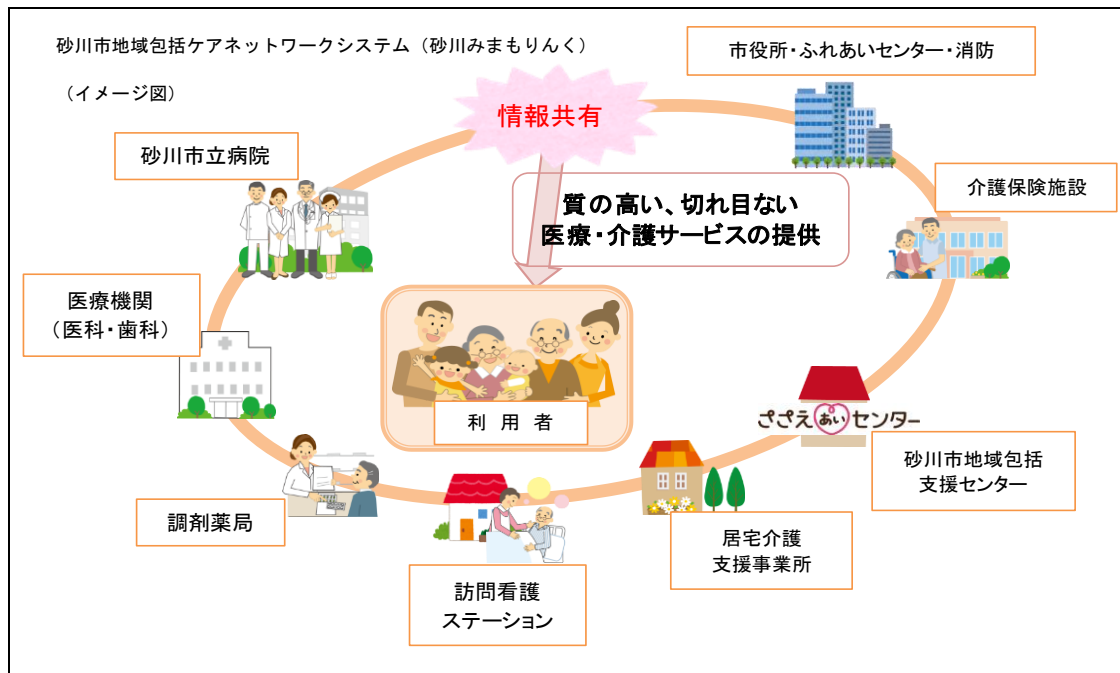 砂川市地域包括ケアネットワークシステム（砂川みまもりんく）
（イメージ図）
情報共有
市役所・ふれあいセンター・消防
砂川市立病院
介護保険施設
質の高い、切れ目ない
医療・介護サービスの提供
医療機関
（医科・歯科）
利用者
ささえあいセンター
砂川市地域包括
支援センター
調剤薬局
居宅介護
支援事業所
訪問看護
ステーション